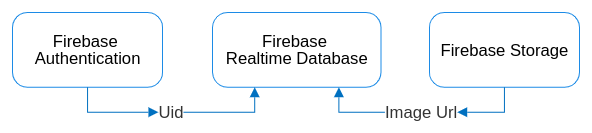 Firebase
Authentication
Firebase
Realtime Database
Firebase Storage
Uid
Image Url